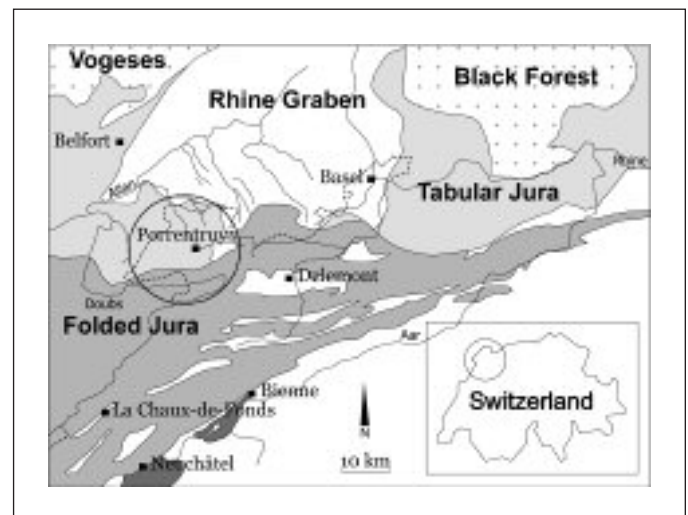 Vogeses
Black Forest
Rhine Graben
Belfort
Rhine
Basel
Allan
Tabular Jura
Porrentruy
Delemont
Doubs
Folded Jura
Aar
Bienne
Switzerland
La Chaux-de-Fonds
N
Neuchâtel
10 km